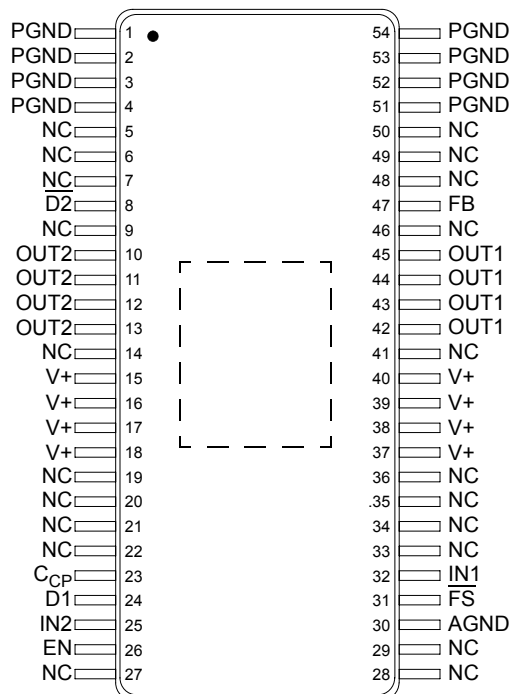 PGND 1 54 PGND
PGND 2 53 PGND
PGND 3 52 PGND
PGND 4 51 PGND
NC 5 50 NC
NC 6 49 NC
NC 7 48 NC
D2 8 47 FB
NC 9 46 NC
OUT2 10 45 OUT1
OUT2 11 44 OUT1
OUT2 12 43 OUT1
OUT2 13 42 OUT1
NC 14 41 NC
V+ 15 40 V+
V+ 16 39 V+
V+ 17 38 V+
V+ 18 37 V+
NC 19 36 NC
NC 20 .35 NC
NC 21 34 NC
NC 22 33 NC
CCP 23 32 IN1
D1 24 31 FS
IN2 25 30 AGND
EN 26 29 NC
NC 27 28 NC